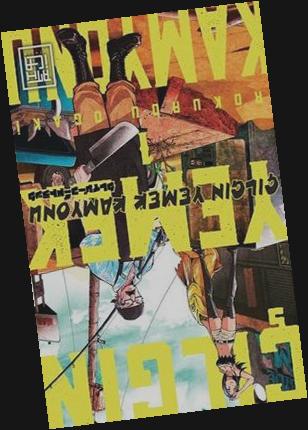 ÇILGIN
YEMEK
ÇILGIN YEMEK KAMYONU
1
ROKUROU OGAKI
KAMYONU